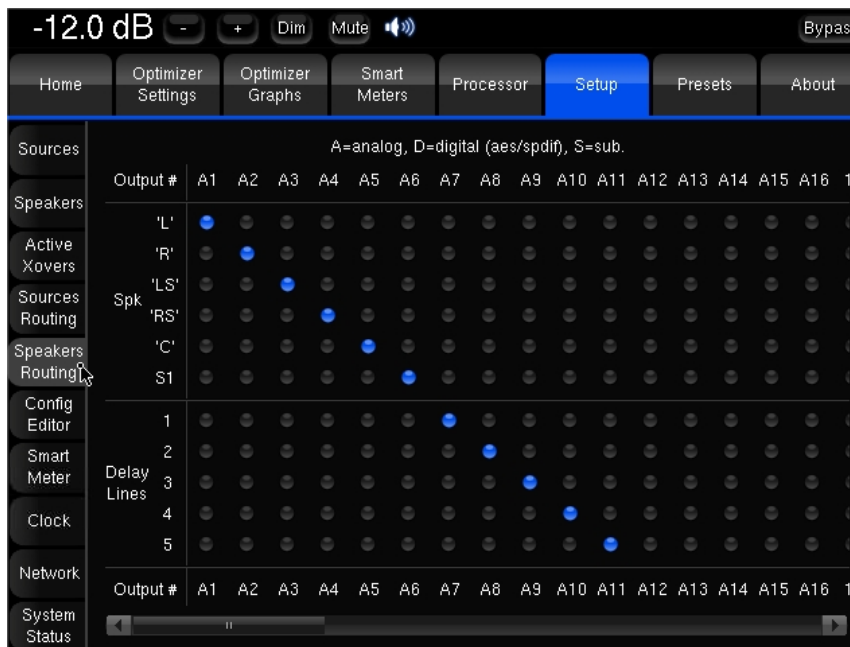 -12.0 dB - + Dim Mute Bypas
Home Optimizer Settings Optimizer Graphs Smart Meters Processor Setup Presets About
Sources
Speakers
Active
Xovers
Sources
Routing
Speakers
Routing
Config
Editor
Smart
Meter
Clock
Network
System
Status
A=analog, D=digital (aes/spdif), S=sub.
Output # A1 A2 A3 A4 A5 A6 A7 A8 A9 A10 A11 A12 A13 A14 A15 A16 1
Spk
'L'
'R'
'LS'
'RS'
'C'
S1
Delay
Lines
1
2
3
4
5
Output # A1 A2 A3 A4 A5 A6 A7 A8 A9 A10 A11 A12 A13 A14 A15 A16 1